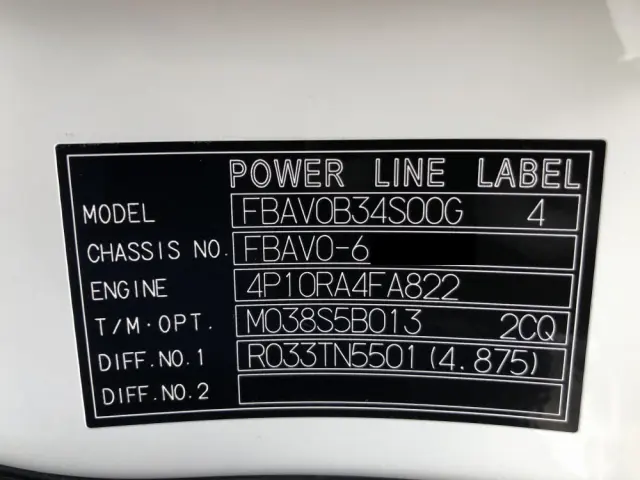 POWER LINE LABEL
MODEL FBAV0B34S00G 4
CHASSIS NO. FBAV0-6
ENGINE 4P10RA4FA822
T/M·OPT. M038S5B013 2CQ
DIFF.NO.1 R033TN5501(4.875)
DIFF.NO.2